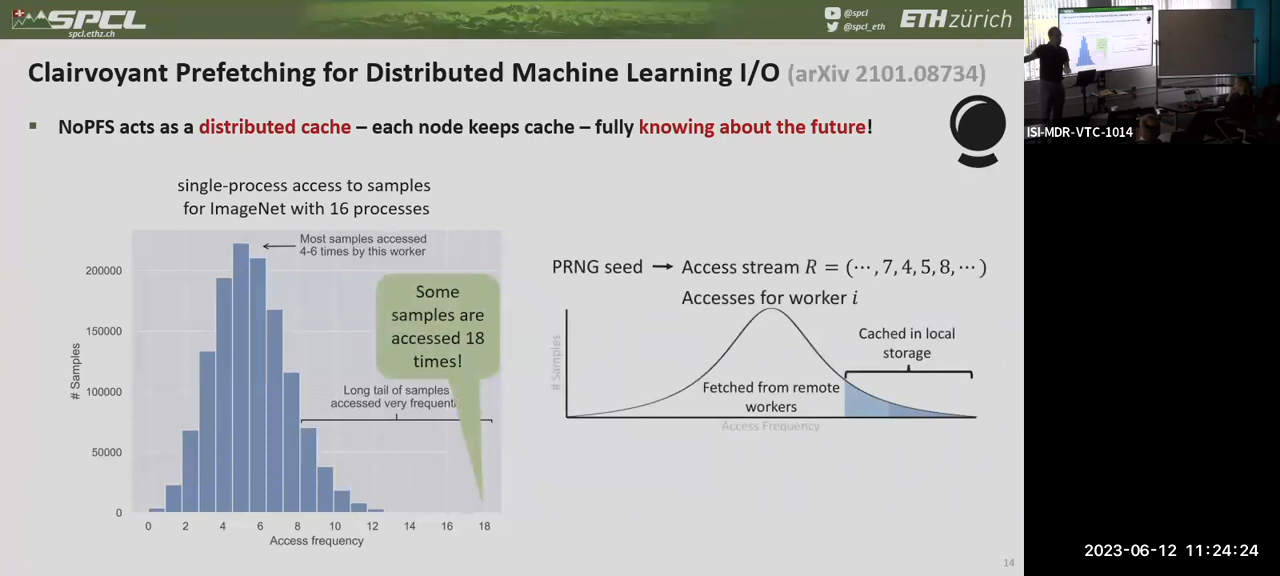 SPCL
spcl.ethz.ch
@spcl
@spcl_eth
ETH zürich
Clairvoyant Prefetching for Distributed Machine Learning I/O (arXiv 2101.08734)
NoPFS acts as a distributed cache – each node keeps cache – fully knowing about the future!
single-process access to samples
for ImageNet with 16 processes
Most samples accessed
4-6 times by this worker
Some
samples are
accessed 18
times!
Long tail of samples
accessed very
# Samples
200000
150000
100000
50000
0
0 2 4 6 8 10 12 14 16 18
Access frequency
PRNG seed → Access stream R = (⋯, 7, 4, 5, 8, ⋯)
Accesses for worker i
Cached in local
storage
Fetched from remote
workers
# Samples
Access Frequency
14
ISI-MDR-VTC-1014
2023-06-12 11:24:24